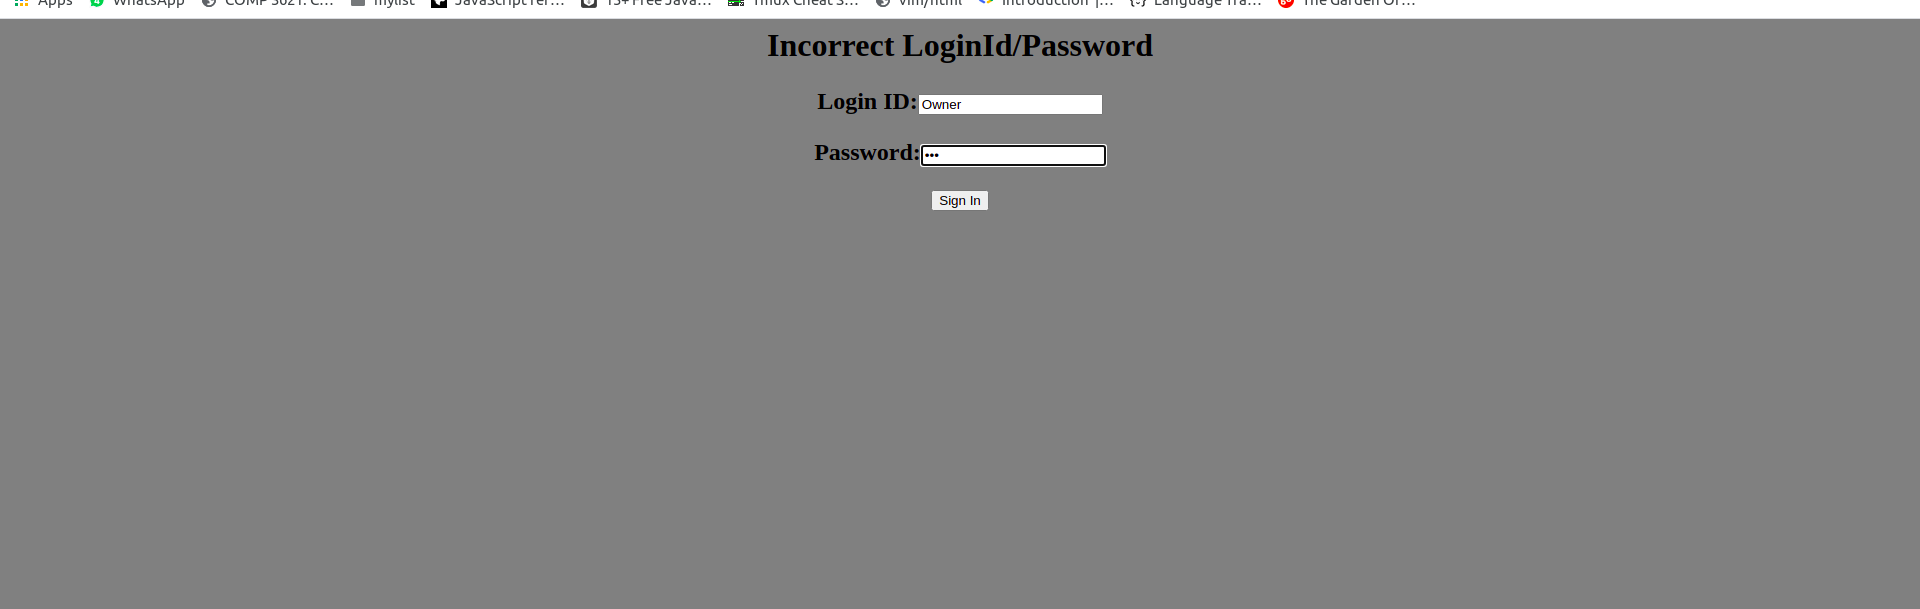 Apps WhatsApp COMP 3021: C... mylist JavaScript Ter... 15+ Free Java... Tmux Cheat S... vim/html Introduction |... Language Tra... The Garden Of...
Incorrect LoginId/Password
Login ID: Owner
Password: •••
Sign In